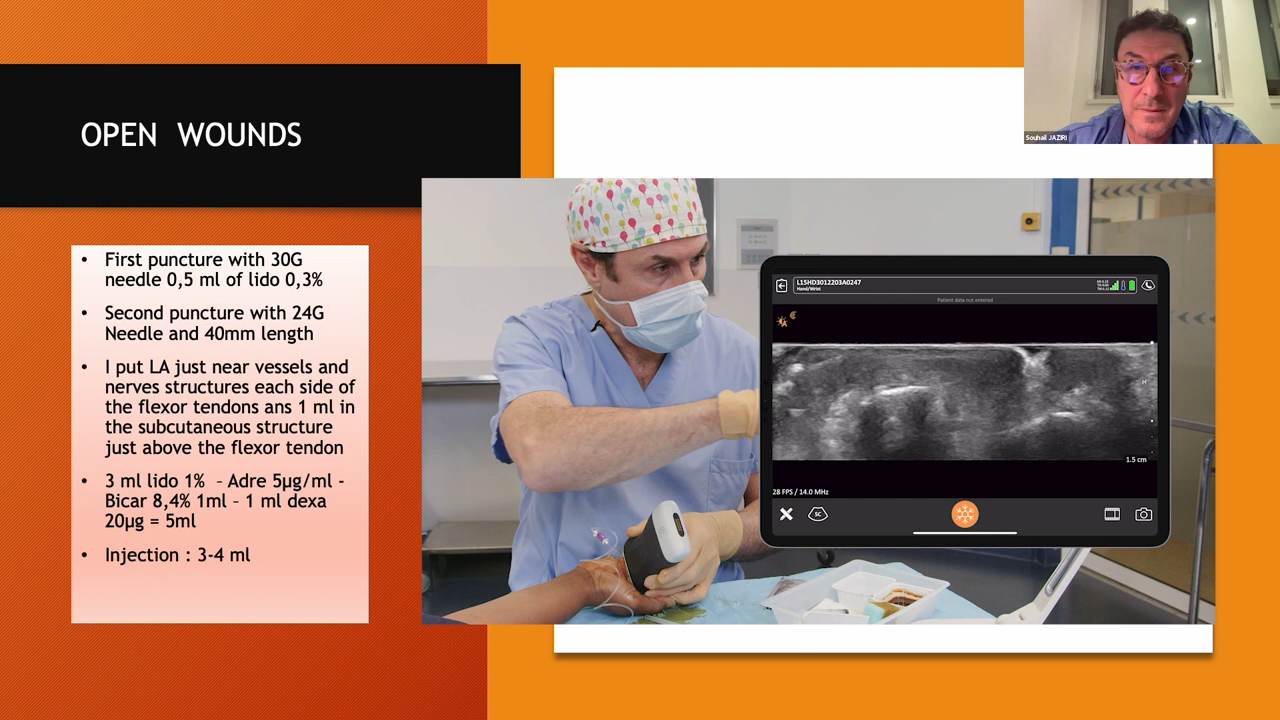 Souhail JAZIRI
OPEN WOUNDS
• First puncture with 30G
needle 0,5 ml of lido 0,3%
• Second puncture with 24G
Needle and 40mm length
• I put LA just near vessels and
nerves structures each side of
the flexor tendons ans 1 ml in
the subcutaneous structure
just above the flexor tendon
• 3 ml lido 1% – Adre 5µg/ml -
Bicar 8,4% 1ml – 1 ml dexa
20µg = 5ml
• Injection : 3-4 ml
L15HD3012203A0247
Hand/Wrist
Patient data not entered
1.5 cm
28 FPS / 14.0 MHz
SC